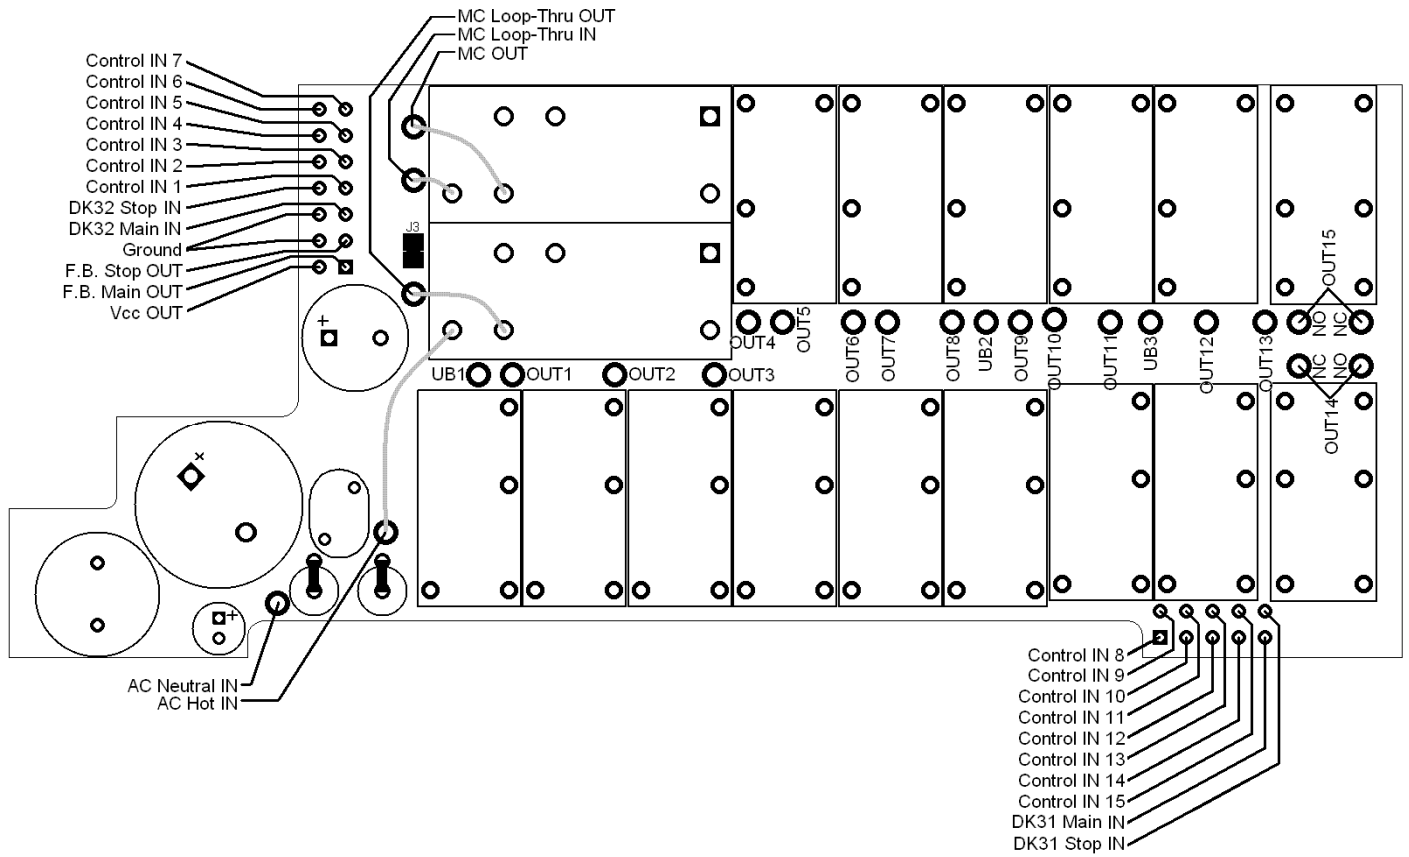 MC Loop-Thru OUT
MC Loop-Thru IN
MC OUT
Control IN 7
Control IN 6
Control IN 5
Control IN 4
Control IN 3
Control IN 2
Control IN 1
DK32 Stop IN
DK32 Main IN
Ground
F.B. Stop OUT
F.B. Main OUT
Vcc OUT
J3
+
×
+
UB1
OUT1
OUT2
OUT3
OUT4
OUT5
OUT6
OUT7
OUT8
UB2
OUT9
OUT10
OUT11
UB3
OUT12
OUT13
OUT15
NO
NC
NC
NO
OUT14
AC Neutral IN
AC Hot IN
Control IN 8
Control IN 9
Control IN 10
Control IN 11
Control IN 12
Control IN 13
Control IN 14
Control IN 15
DK31 Main IN
DK31 Stop IN